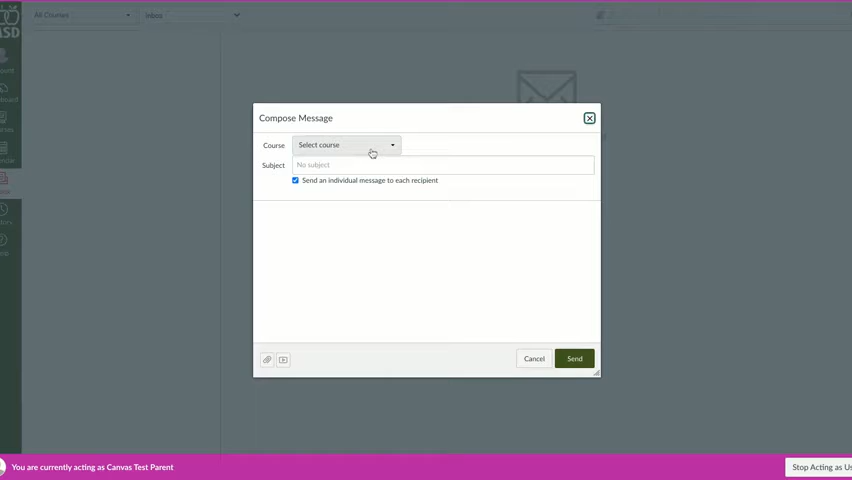 All Courses
Inbox
Compose Message
Course
Select course
Subject
No subject
Send an individual message to each recipient
Cancel
Send
You are currently acting as Canvas Test Parent
Stop Acting as Us